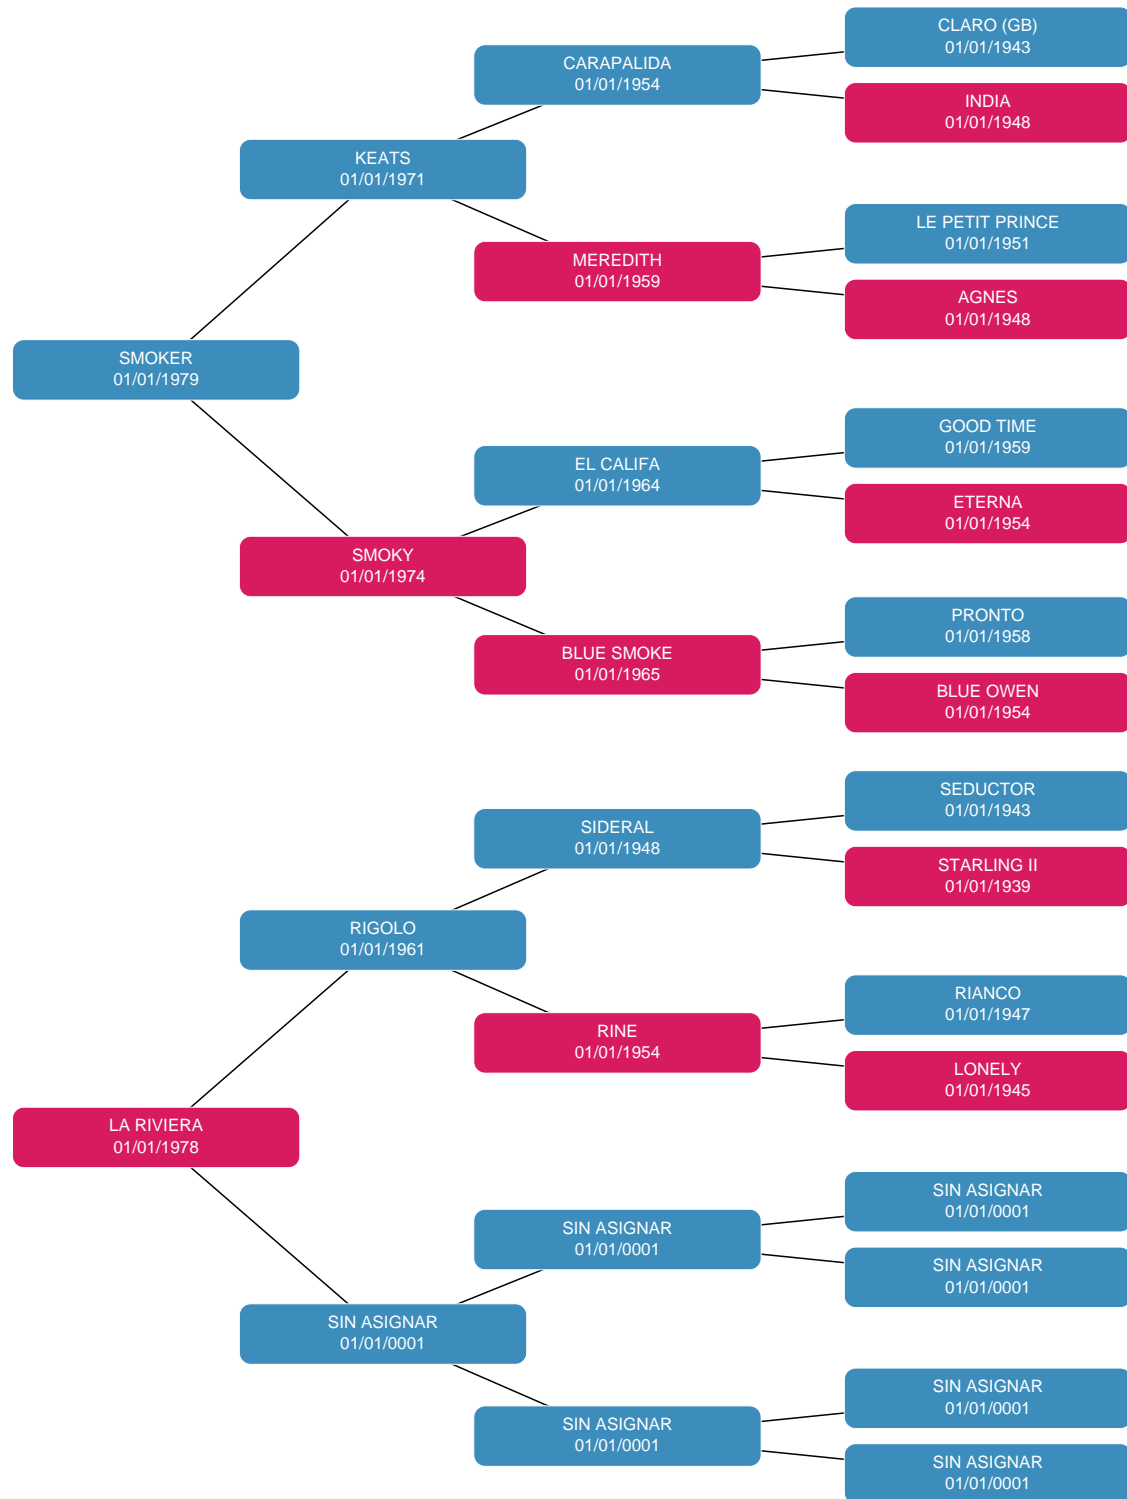 CLARO (GB)
01/01/1943
CARAPALIDA
01/01/1954
INDIA
01/01/1948
KEATS
01/01/1971
LE PETIT PRINCE
01/01/1951
MEREDITH
01/01/1959
AGNES
01/01/1948
SMOKER
01/01/1979
GOOD TIME
01/01/1959
EL CALIFA
01/01/1964
ETERNA
01/01/1954
SMOKY
01/01/1974
PRONTO
01/01/1958
BLUE SMOKE
01/01/1965
BLUE OWEN
01/01/1954
SEDUCTOR
01/01/1943
SIDERAL
01/01/1948
STARLING II
01/01/1939
RIGOLO
01/01/1961
RIANCO
01/01/1947
RINE
01/01/1954
LONELY
01/01/1945
LA RIVIERA
01/01/1978
SIN ASIGNAR
01/01/0001
SIN ASIGNAR
01/01/0001
SIN ASIGNAR
01/01/0001
SIN ASIGNAR
01/01/0001
SIN ASIGNAR
01/01/0001
SIN ASIGNAR
01/01/0001
SIN ASIGNAR
01/01/0001